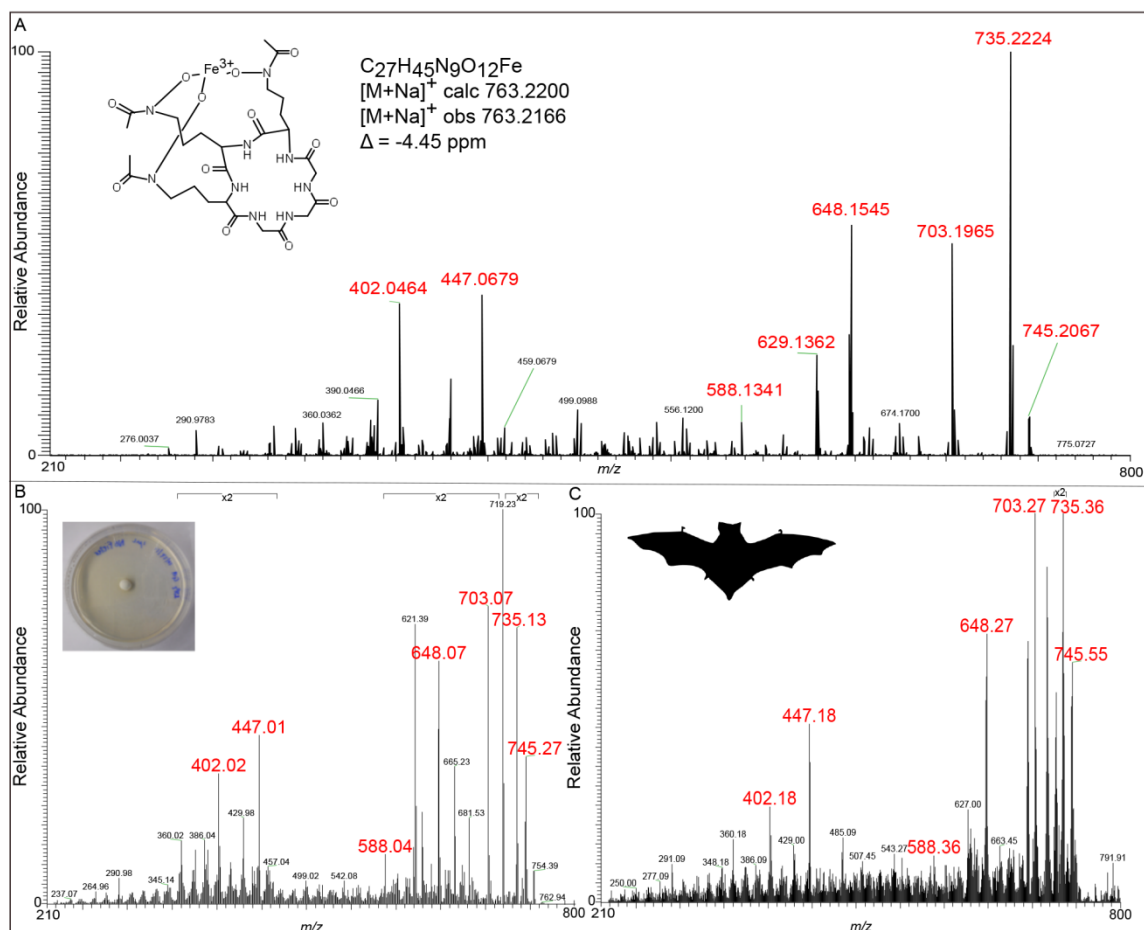 A
100
Relative Abundance
0
210
m/z
800
Fe3+
O
O
O
N
N
N
O
O
O
O
O
O
O
O
O
NH
NH
NH
NH
NH
NH
C27H45N9O12Fe
[M+Na]+ calc 763.2200
[M+Na]+ obs 763.2166
Δ = -4.45 ppm
276.0037
290.9783
360.0362
390.0466
402.0464
447.0679
459.0679
499.0988
556.1200
588.1341
629.1362
648.1545
674.1700
703.1965
735.2224
745.2067
775.0727
B
x2
x2
x2
100
Relative Abundance
0
210
m/z
800
237.07
264.96
290.98
345.14
360.02
386.04
402.02
429.98
447.01
457.04
499.02
542.08
588.04
621.39
648.07
665.23
681.53
703.07
719.23
735.13
745.27
754.39
762.94
C
x2
100
Relative Abundance
0
210
m/z
800
250.00
277.09
291.09
348.18
360.18
386.09
402.18
429.00
447.18
485.09
507.45
543.27
588.36
627.00
648.27
663.45
703.27
735.36
745.55
791.91